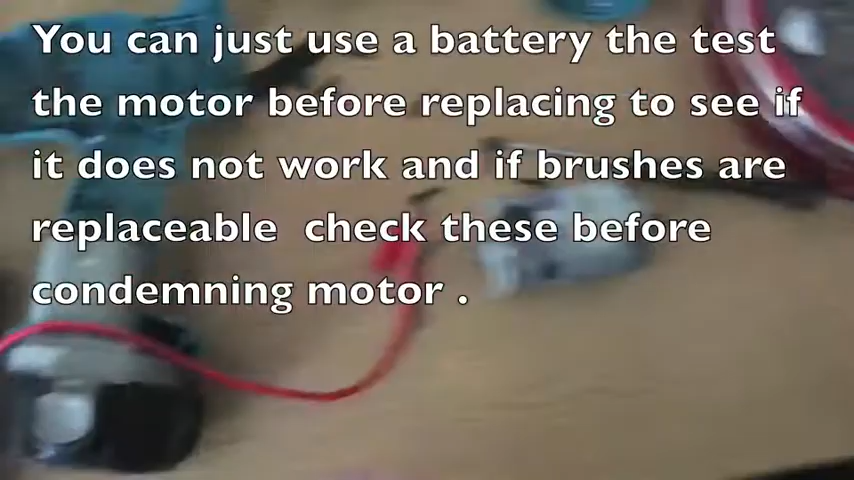 You can just use a battery the test
the motor before replacing to see if
it does not work and if brushes are
replaceable  check these before
condemning motor .